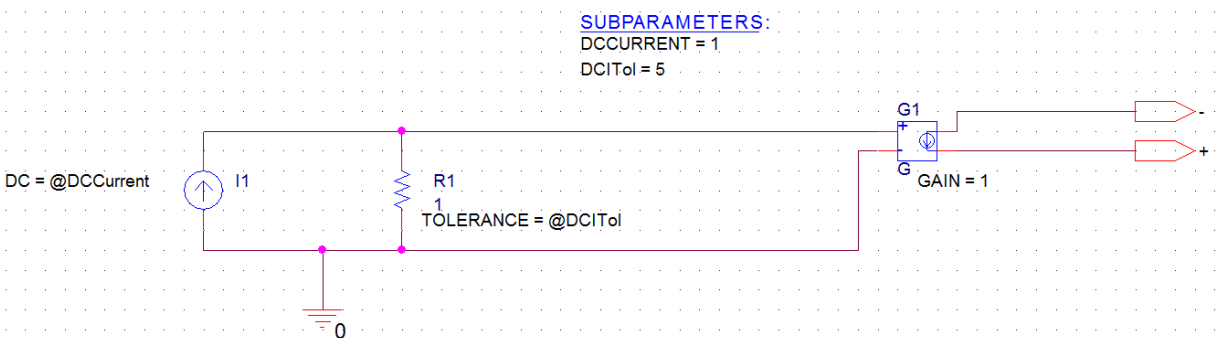 SUBPARAMETERS:
DCCURRENT = 1
DCITol = 5
G1
+
-
-
+
G
GAIN = 1
DC = @DCCurrent
I1
R1
1
TOLERANCE = @DCITol
0